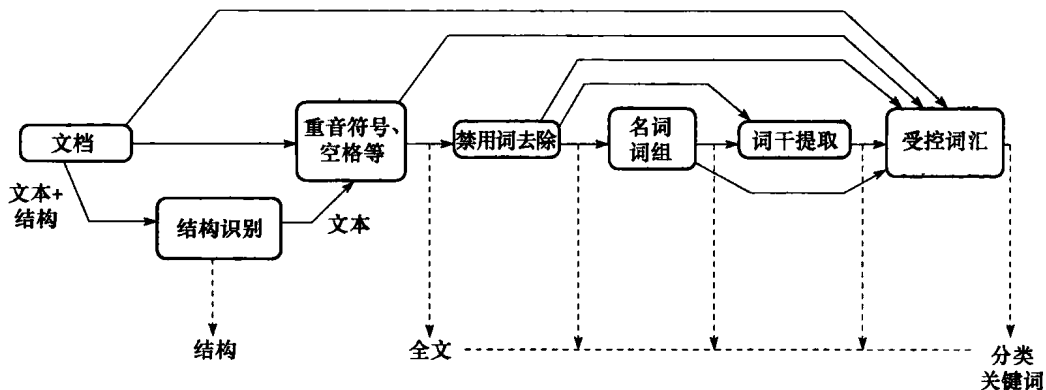 文档
重音符号、
空格等
禁用词去除
名词
词组
词干提取
受控词汇
文本+
结构
结构识别
文本
结构
全文
分类
关键词